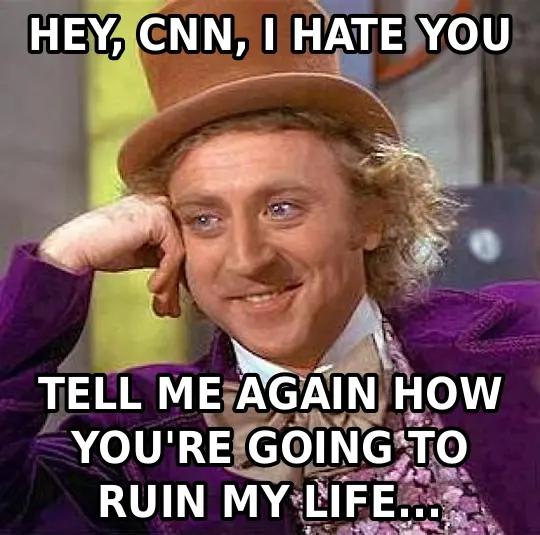 HEY, CNN, I HATE YOU
TELL ME AGAIN HOW
YOU'RE GOING TO
RUIN MY LIFE...